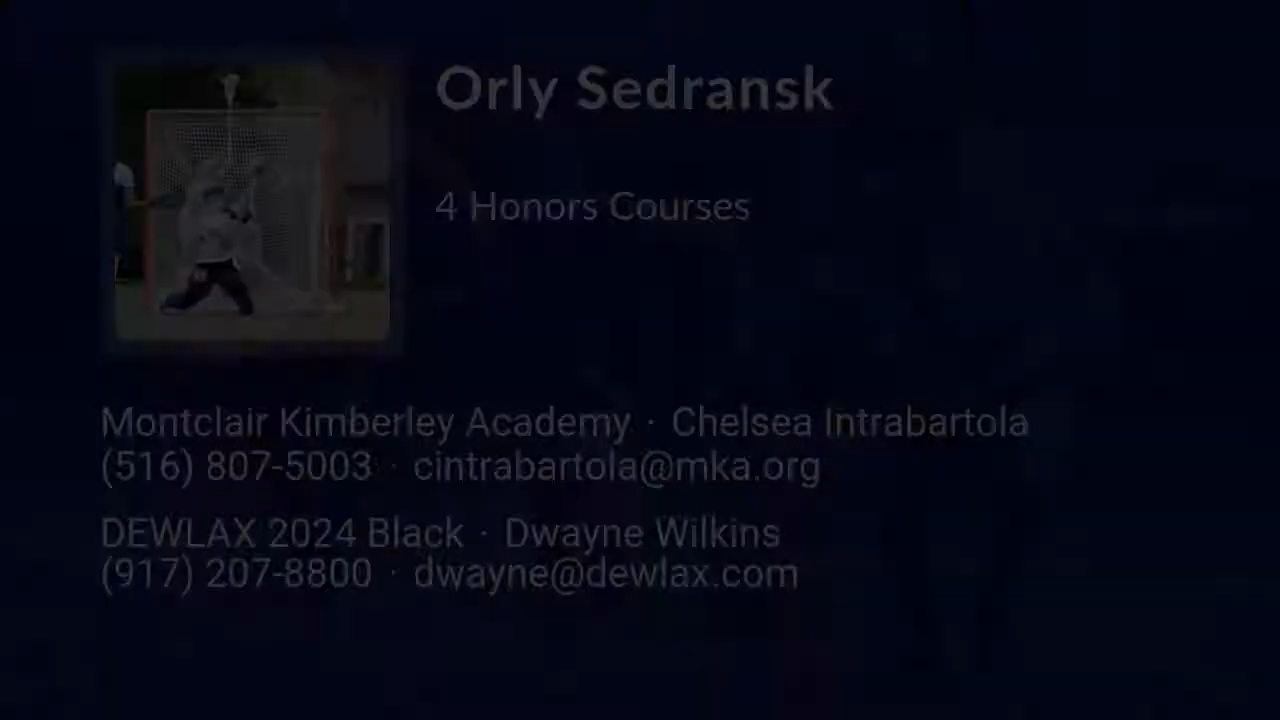 Orly Sedransk
4 Honors Courses
Montclair Kimberley Academy · Chelsea Intrabartola
(516) 807-5003 · cintrabartola@mka.org
DEWLAX 2024 Black · Dwayne Wilkins
(917) 207-8800 · dwayne@dewlax.com